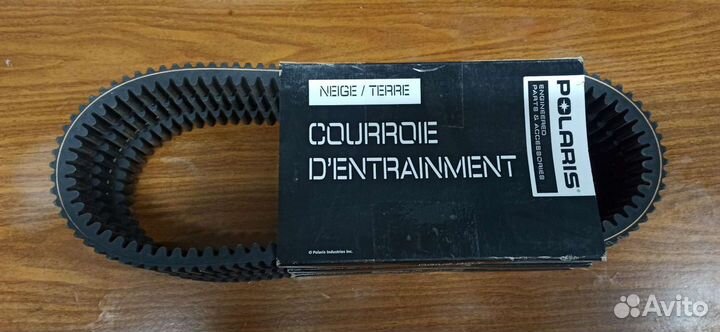 NEIGE / TERRE
COURROIE
D'ENTRAINMENT
POLARIS®
ENGINEERED
PARTS & ACCESSORIES
© Polaris Industries Inc.
Avito